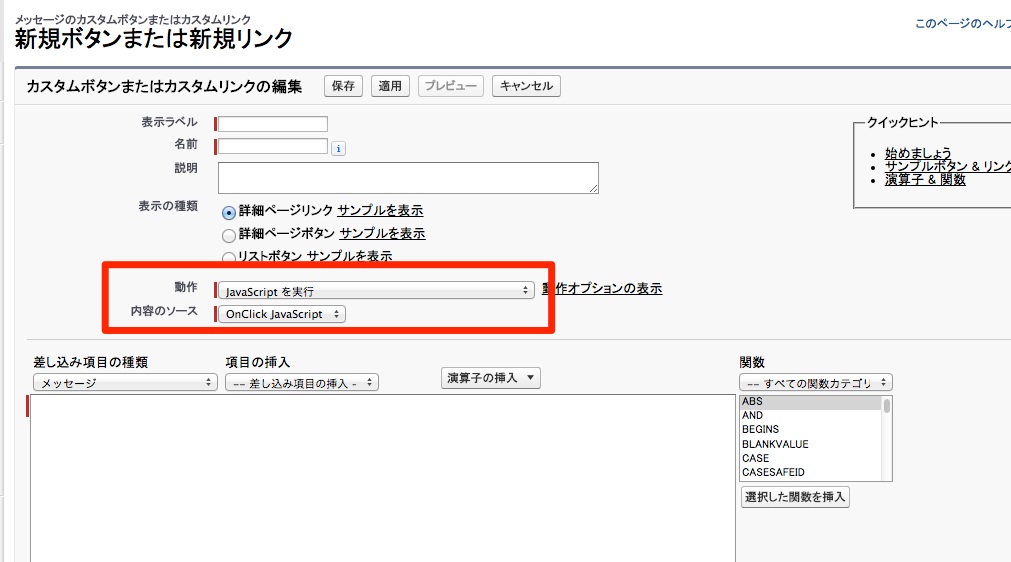 メッセージのカスタムボタンまたはカスタムリンク
新規ボタンまたは新規リンク
このページのヘルプ
カスタムボタンまたはカスタムリンクの編集 保存 適用 プレビュー キャンセル
表示ラベル
名前 i
説明
表示の種類
詳細ページリンク サンプルを表示
詳細ページボタン サンプルを表示
リストボタン サンプルを表示
クイックヒント
始めましょう
サンプルボタン & リンク
演算子 & 関数
動作 JavaScript を実行 動作オプションの表示
内容のソース OnClick JavaScript
差し込み項目の種類 項目の挿入 関数
メッセージ -- 差し込み項目の挿入 - 演算子の挿入 -- すべての関数カテゴリ
ABS
AND
BEGINS
BLANKVALUE
CASE
CASESAFEID
選択した関数を挿入